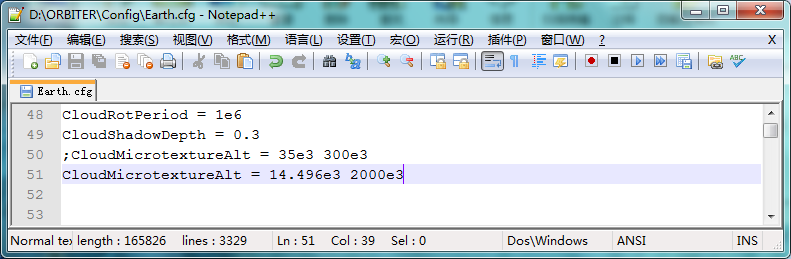 D:\ORBITER\Config\Earth.cfg - Notepad++
文件(F) 编辑(E) 搜索(S) 视图(V) 格式(M) 语言(L) 设置(T) 宏(O) 运行(R) 插件(P) 窗口(W) ? X
ABC
Earth.cfg
48 CloudRotPeriod = 1e6
49 CloudShadowDepth = 0.3
50 ;CloudMicrotextureAlt = 35e3 300e3
51 CloudMicrotextureAlt = 14.496e3 2000e3
52
53
Normal tex length : 165826 lines : 3329 Ln : 51 Col : 39 Sel : 0 Dos\Windows ANSI INS